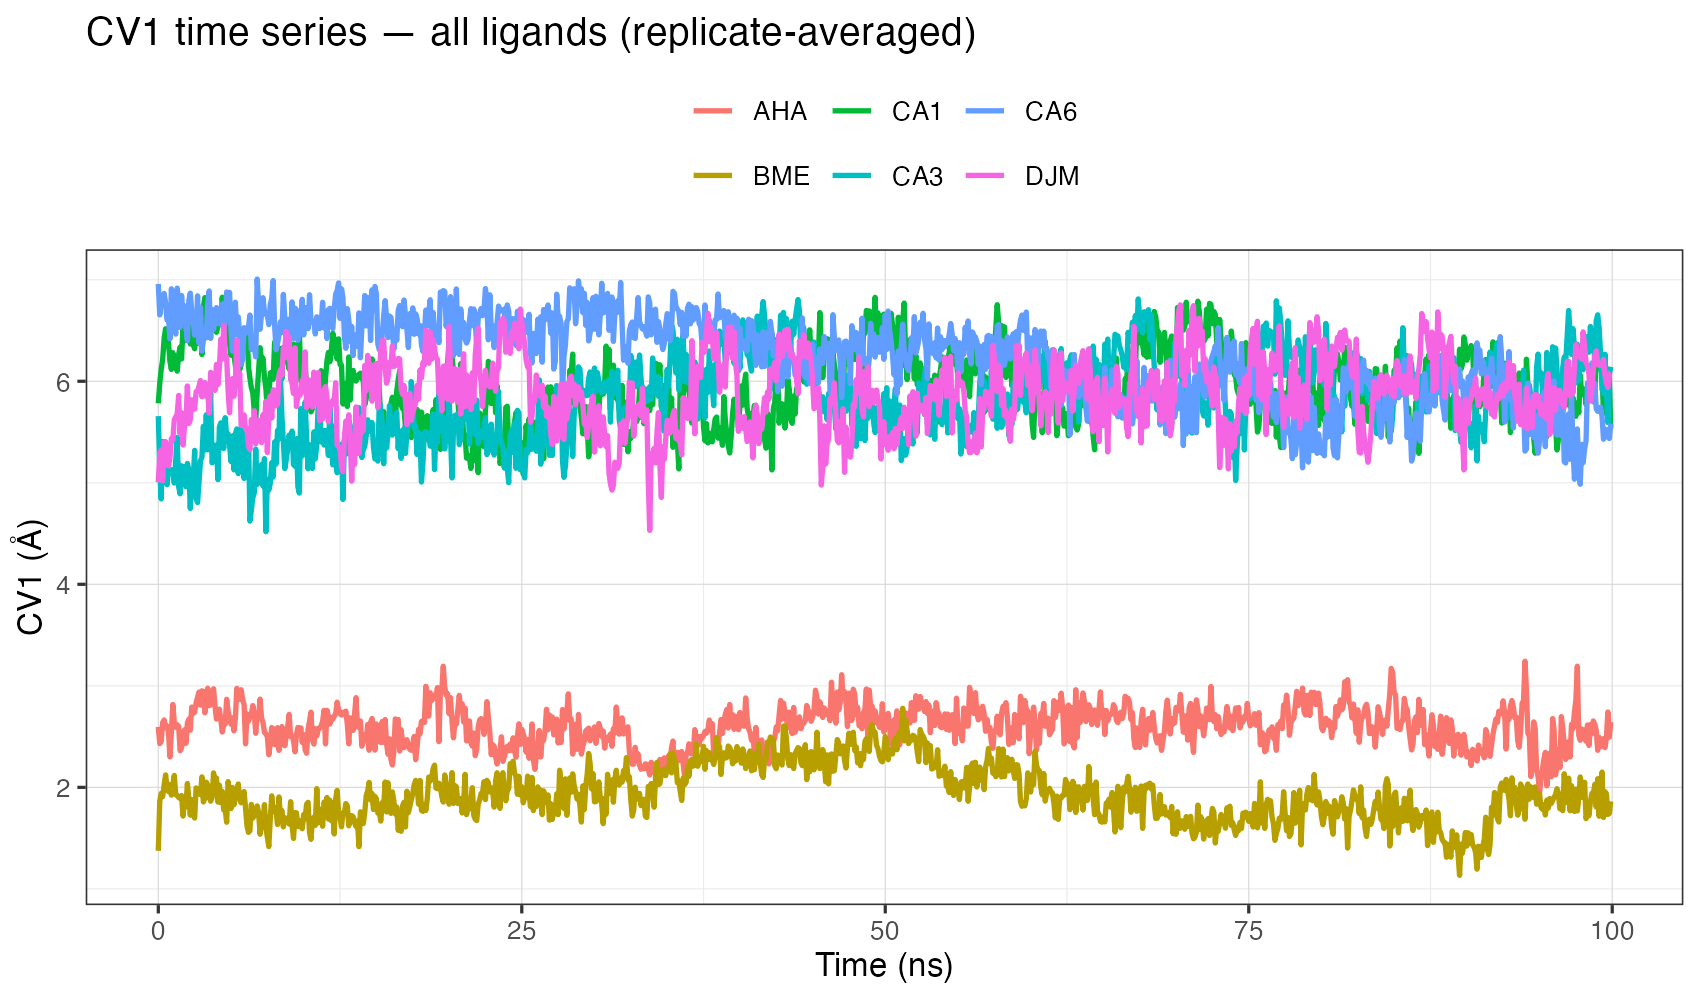 CV1 time series — all ligands (replicate-averaged)
AHA CA1 CA6
BME CA3 DJM
CV1 (Å)
6
4
2
0 25 50 75 100
Time (ns)